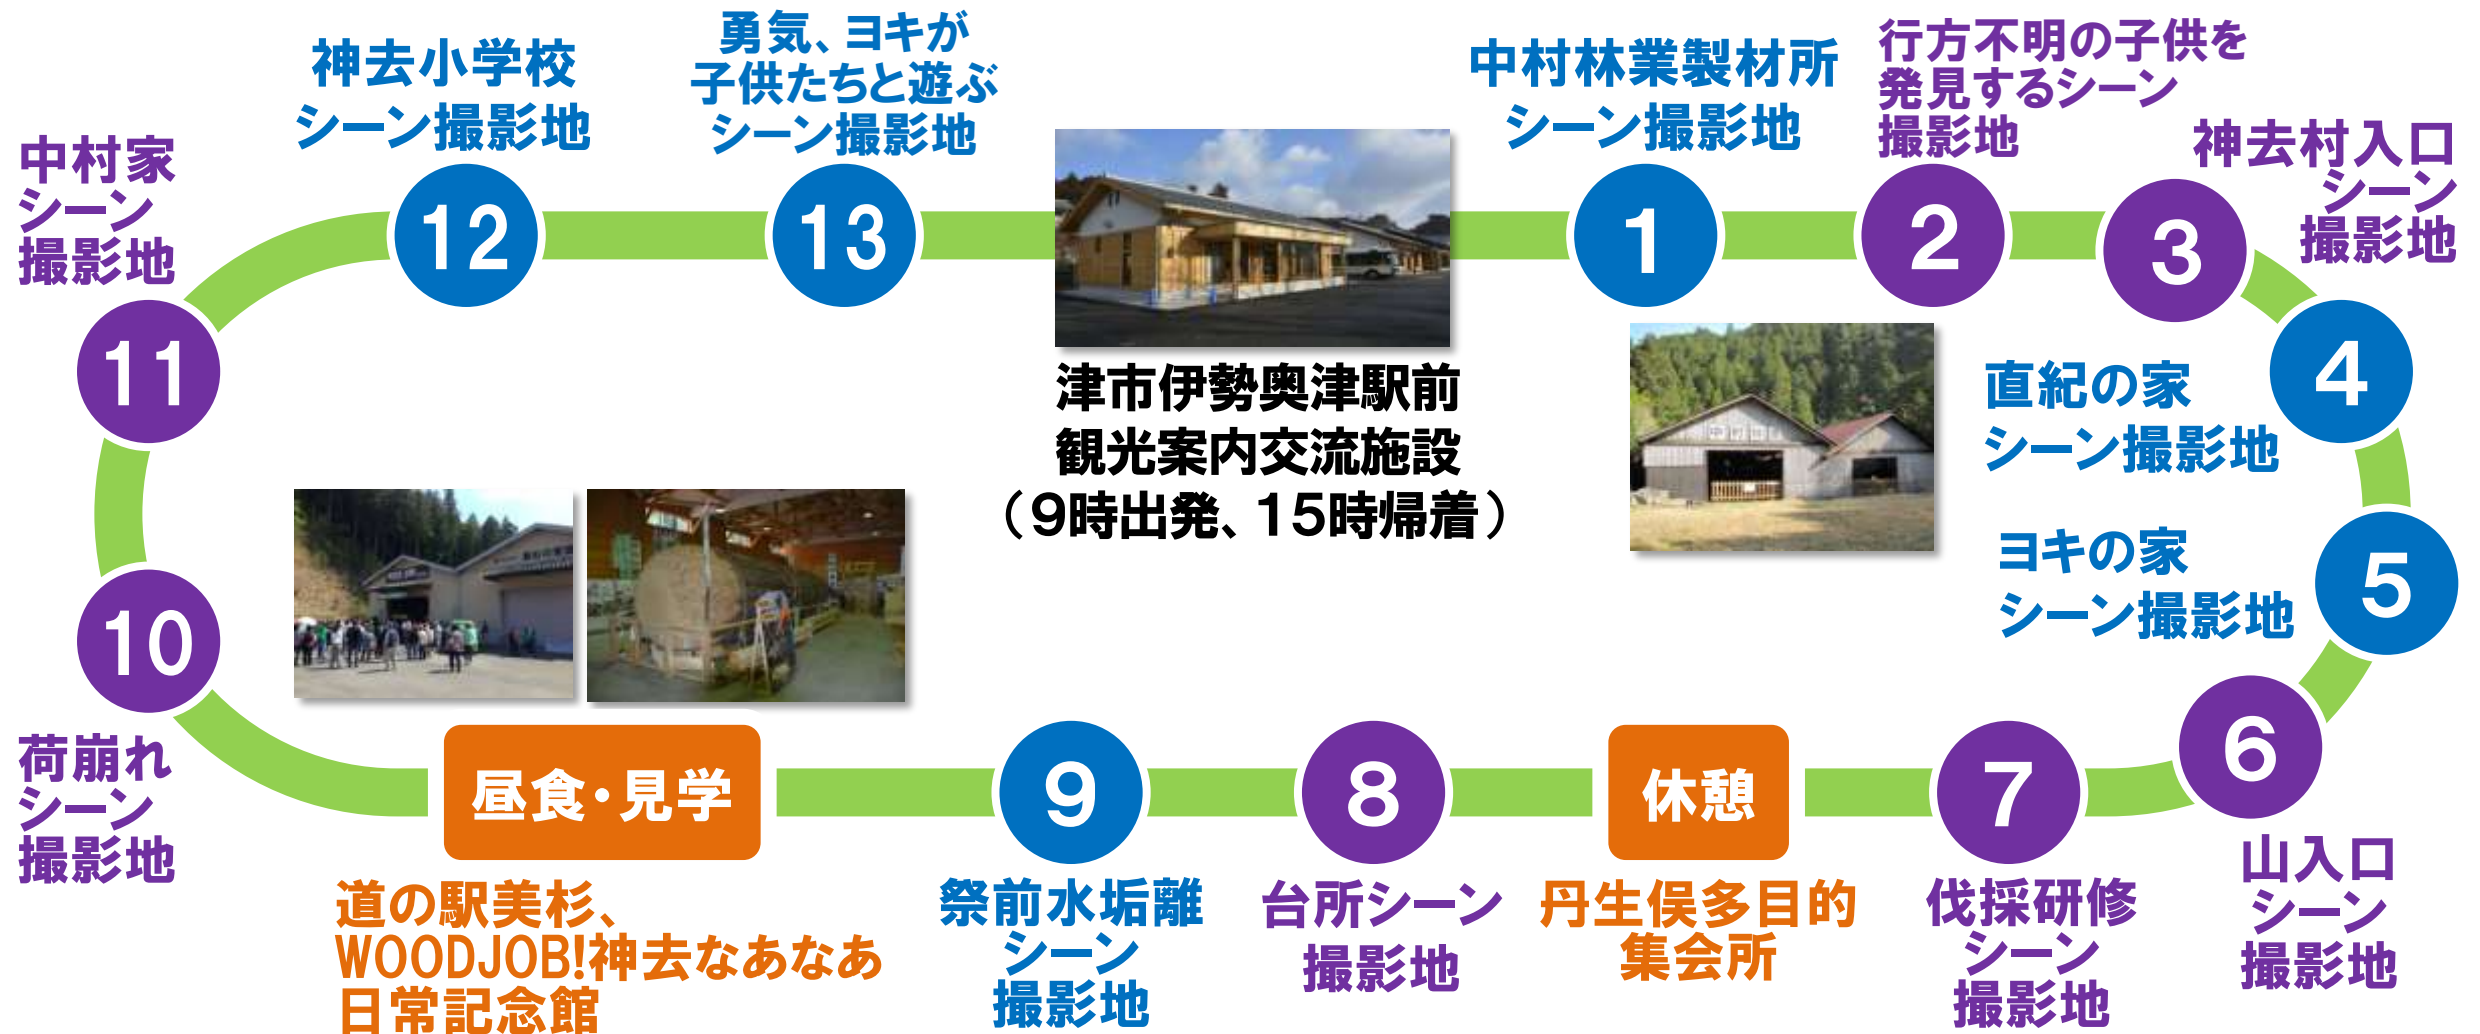 津市伊勢奥津駅前
観光案内交流施設
（9時出発、15時帰着）
中村林業製材所
シーン撮影地
1
行方不明の子供を
発見するシーン
撮影地
2
神去村入口
シーン
撮影地
3
4
直紀の家
シーン撮影地
5
ヨキの家
シーン撮影地
6
山入口
シーン
撮影地
7
伐採研修
シーン
撮影地
休憩
丹生俣多目的
集会所
8
台所シーン
撮影地
9
祭前水垢離
シーン
撮影地
昼食・見学
道の駅美杉、
WOODJOB!神去なあなあ
日常記念館
10
荷崩れ
シーン
撮影地
中村家
シーン
撮影地
11
神去小学校
シーン撮影地
12
勇気、ヨキが
子供たちと遊ぶ
シーン撮影地
13